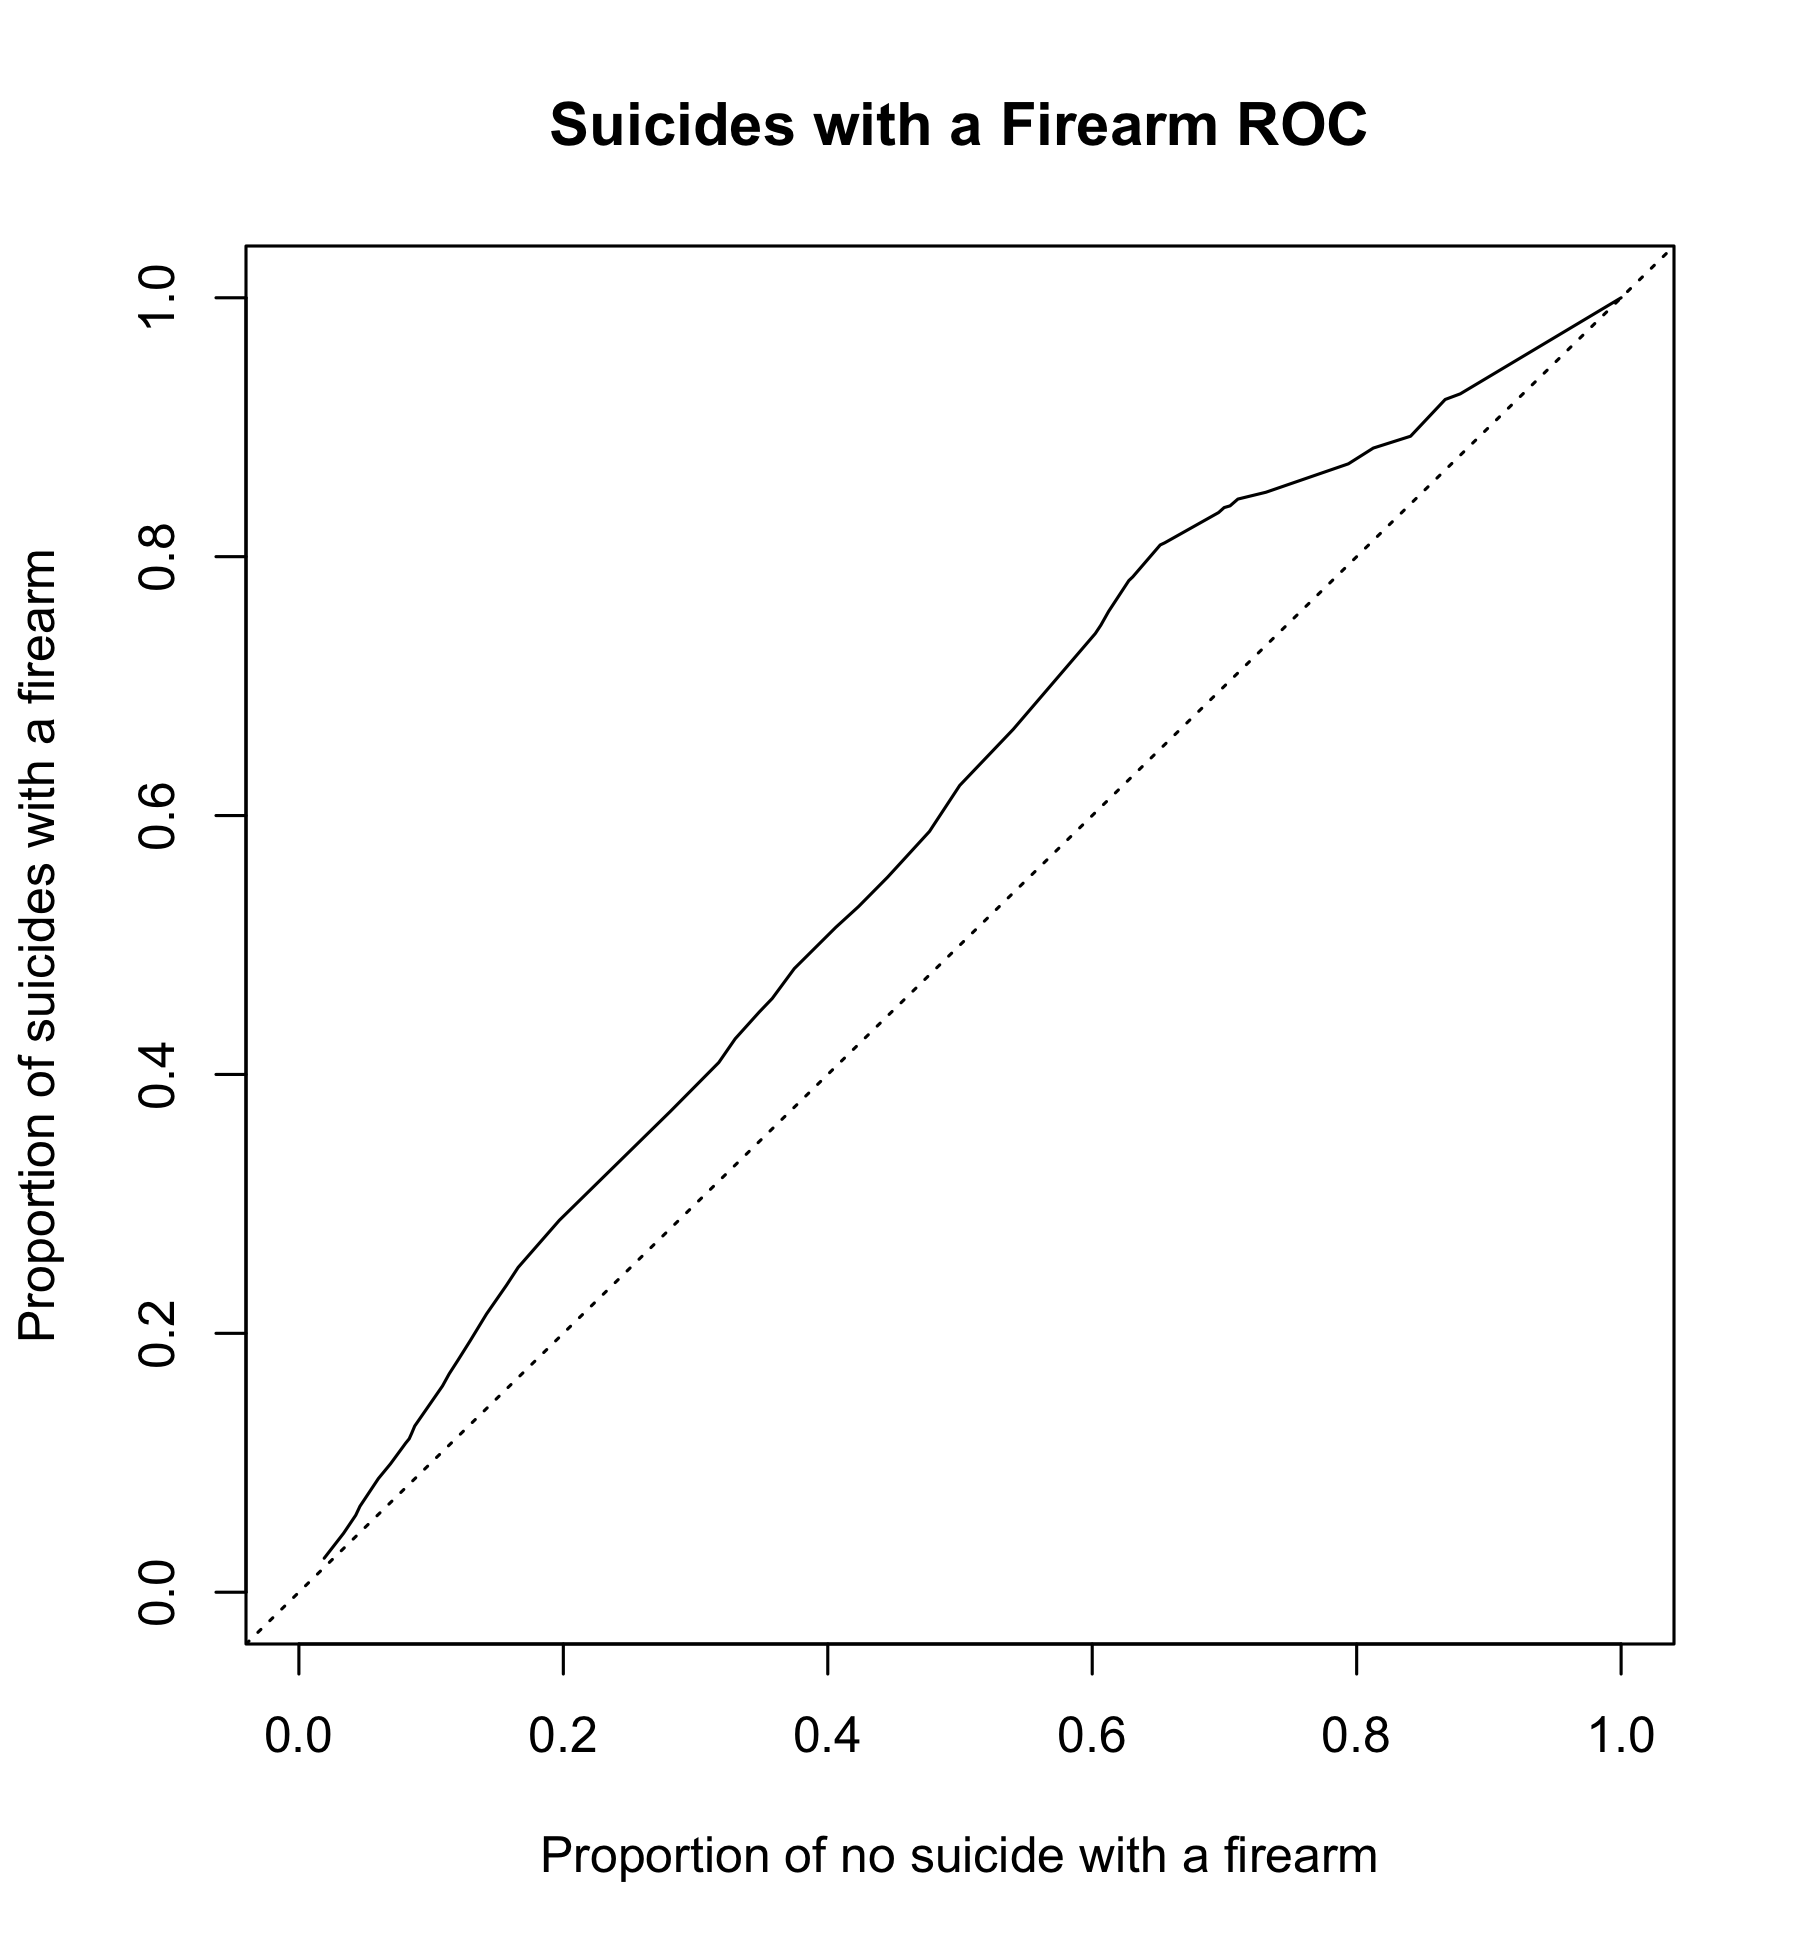 Suicides with a Firearm ROC
Proportion of suicides with a firearm
1.0
0.8
0.6
0.4
0.2
0.0
0.0 0.2 0.4 0.6 0.8 1.0
Proportion of no suicide with a firearm